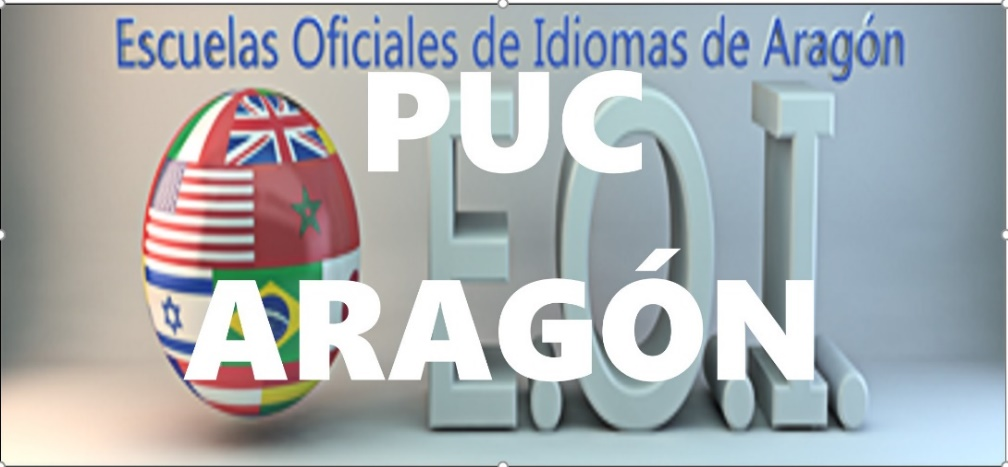 Escuelas Oficiales de Idiomas de Aragón
PUC
E.O.I.
ARAGÓN